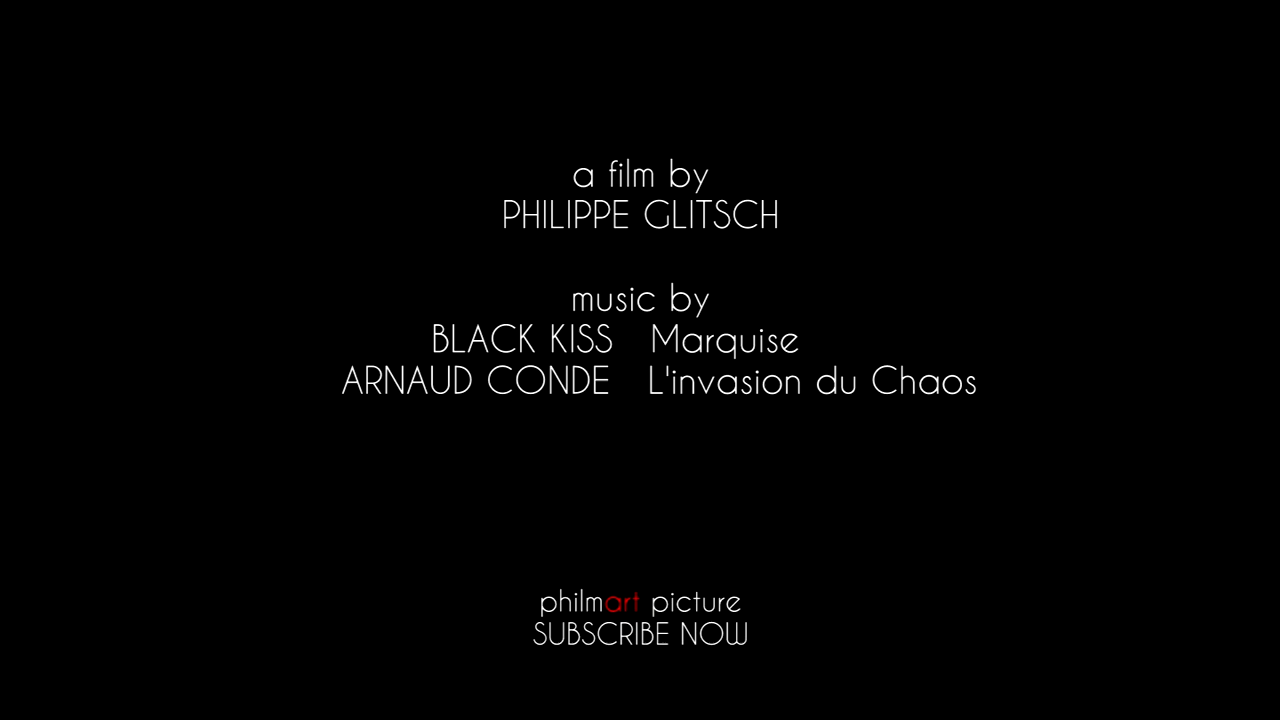 a film by
PHILIPPE GLITSCH
music by
BLACK KISS Marquise
ARNAUD CONDE L'invasion du Chaos
philmart picture
SUBSCRIBE NOW